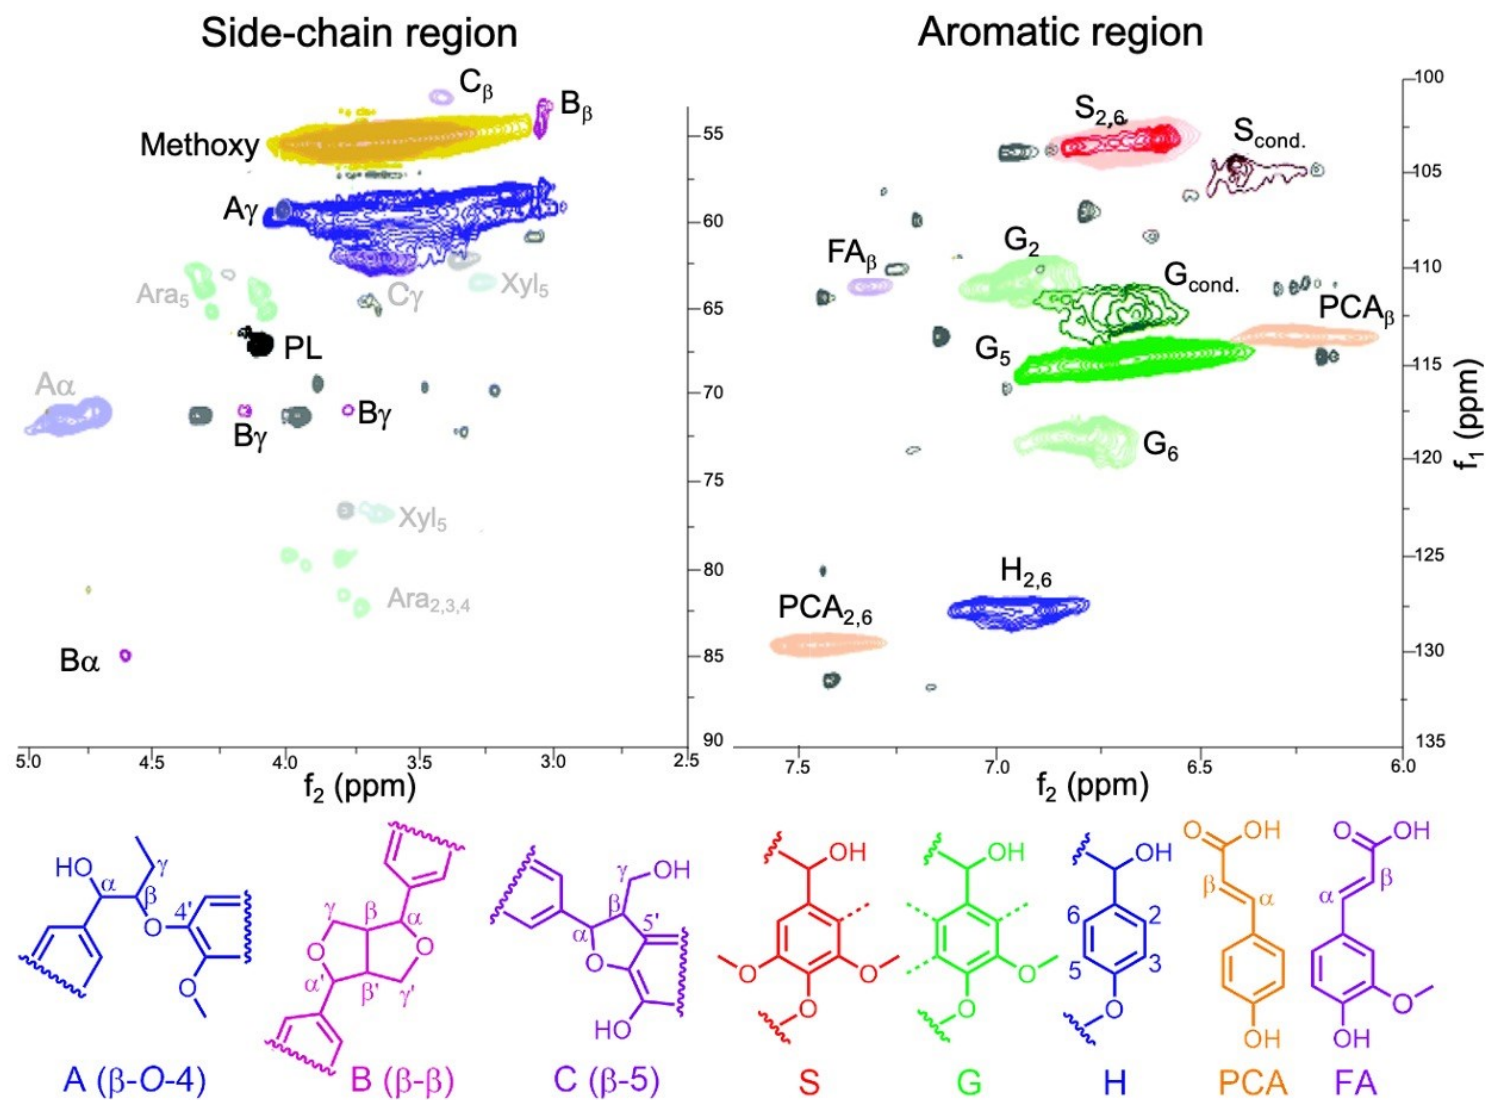 Side-chain region
Aromatic region
Cβ
Bβ
Methoxy
Aγ
Ara5
Cγ
Xyl5
PL
Aα
Bγ
Bγ
Xyl5
Ara2,3,4
Bα
55
60
65
70
75
80
85
90
5.0
4.5
4.0
3.5
3.0
2.5
f2 (ppm)
S2,6
Scond.
FAβ
G2
Gcond.
PCAβ
G5
G6
H2,6
PCA2,6
100
105
110
115
120
125
130
135
f1 (ppm)
7.5
7.0
6.5
6.0
f2 (ppm)
HO
α
β
γ
4'
O
O
A (β-O-4)
γ
β
α
O
O
α'
β'
γ'
B (β-β)
γ
OH
β
5'
α
O
HO
C (β-5)
OH
O
O
O
S
OH
O
O
G
OH
6
2
5
3
O
H
O
OH
β
α
OH
PCA
O
OH
α
β
O
OH
FA